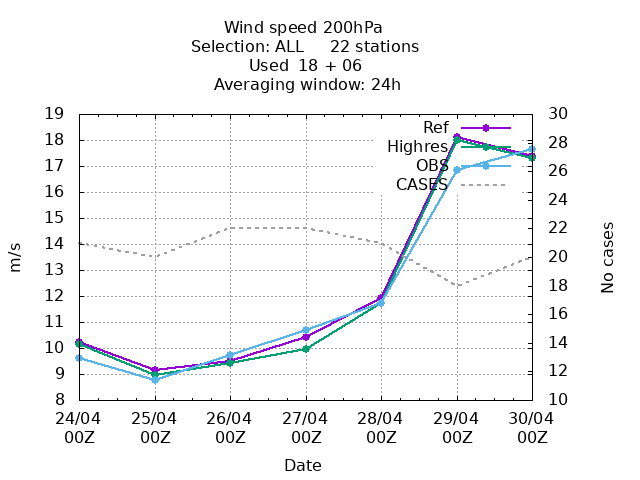 Wind speed 200hPa
Selection: ALL     22 stations
Used  18 + 06
Averaging window: 24h
19
18
17
16
15
14
13
12
11
10
9
8
30
28
26
24
22
20
18
16
14
12
10
m/s
No cases
Ref
Highres
OBS
CASES
24/04 25/04 26/04 27/04 28/04 29/04 30/04
00Z 00Z 00Z 00Z 00Z 00Z 00Z
Date